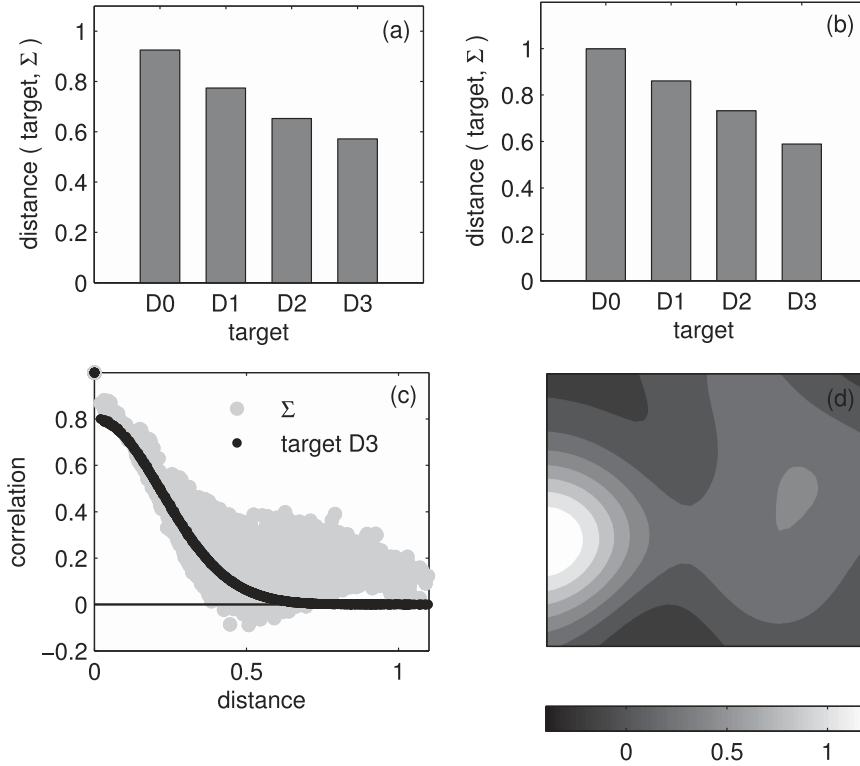 (a)
distance ( target, Σ )
1
0.8
0.6
0.4
0.2
0
D0 D1 D2 D3
target
(b)
distance ( target, Σ )
1
0.8
0.6
0.4
0.2
0
D0 D1 D2 D3
target
(c)
Σ
target D3
correlation
0.8
0.6
0.4
0.2
0
−0.2
0 0.5 1
distance
(d)
0 0.5 1